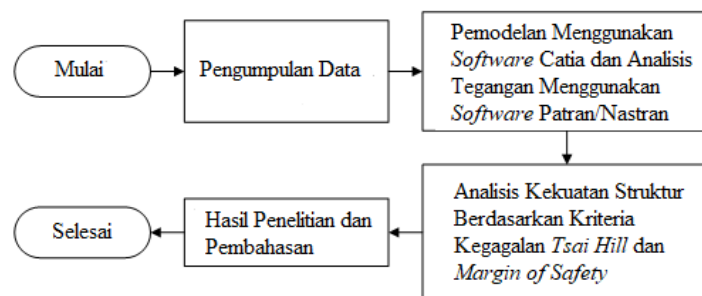 Mulai
Pengumpulan Data
Pemodelan Menggunakan
Software Catia dan Analisis
Tegangan Menggunakan
Software Patran/Nastran
Analisis Kekuatan Struktur
Berdasarkan Kriteria
Kegagalan Tsai Hill dan
Margin of Safety
Hasil Penelitian dan
Pembahasan
Selesai